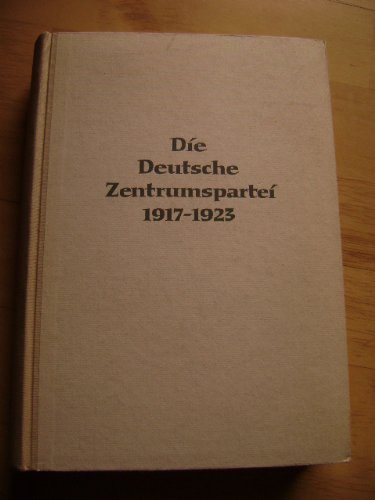 Die
Deutsche
Zentrumspartei
1917-1923